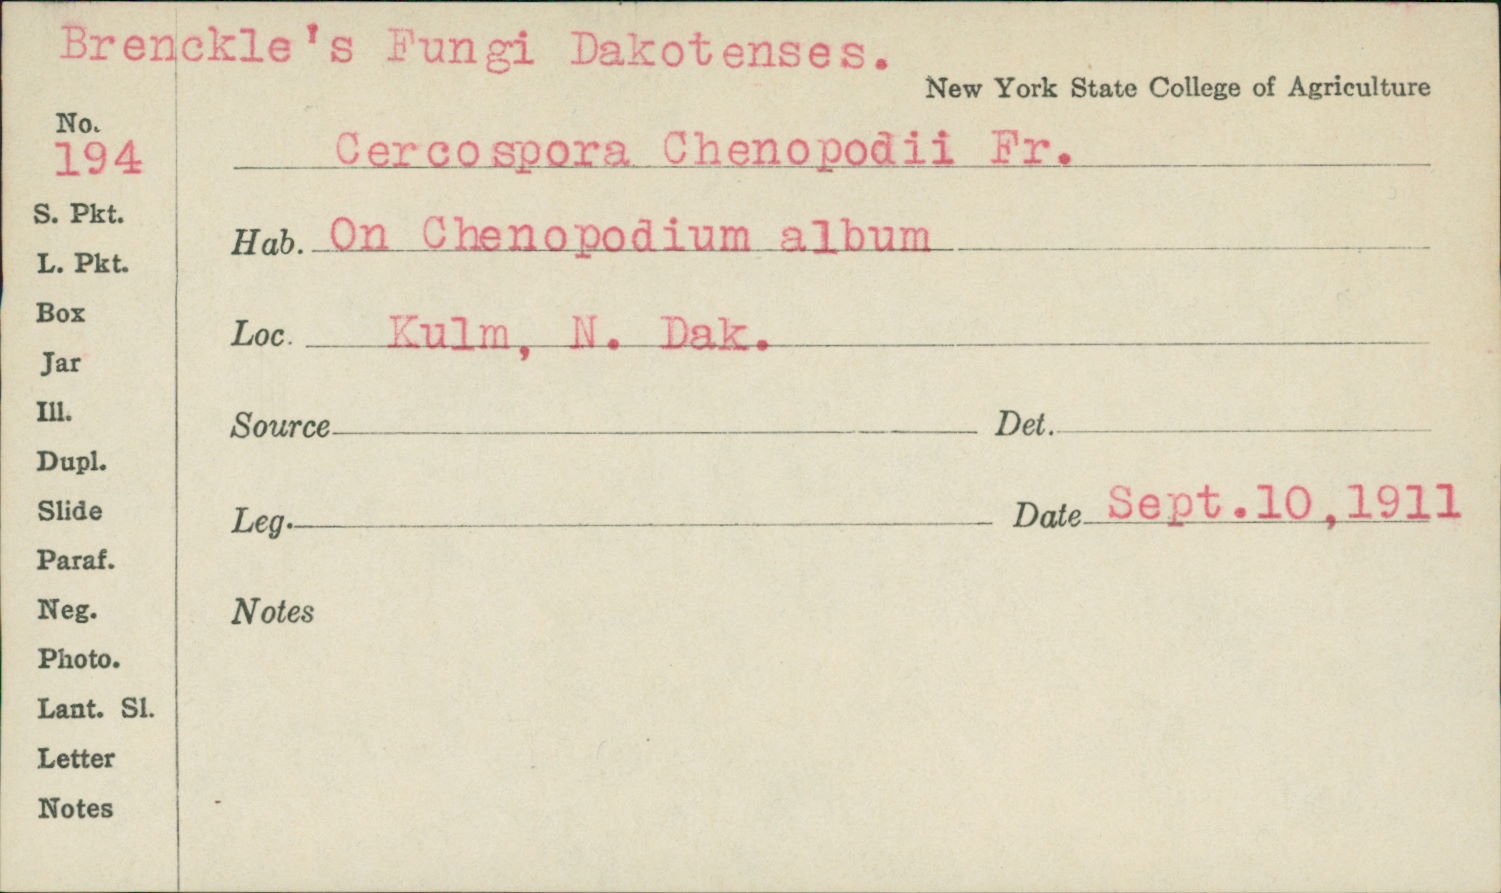 Brenckle's Fungi Dakotenses.
New York State College of Agriculture
No.
194
Cercospora Chenopodii Fr.
S. Pkt.
Hab. On Chenopodium album
L. Pkt.
Box
Loc. Kulm, N. Dak.
Jar
Ill.
Source Det.
Dupl.
Slide
Leg. Date Sept.10,1911
Paraf.
Neg.
Notes
Photo.
Lant. Sl.
Letter
Notes